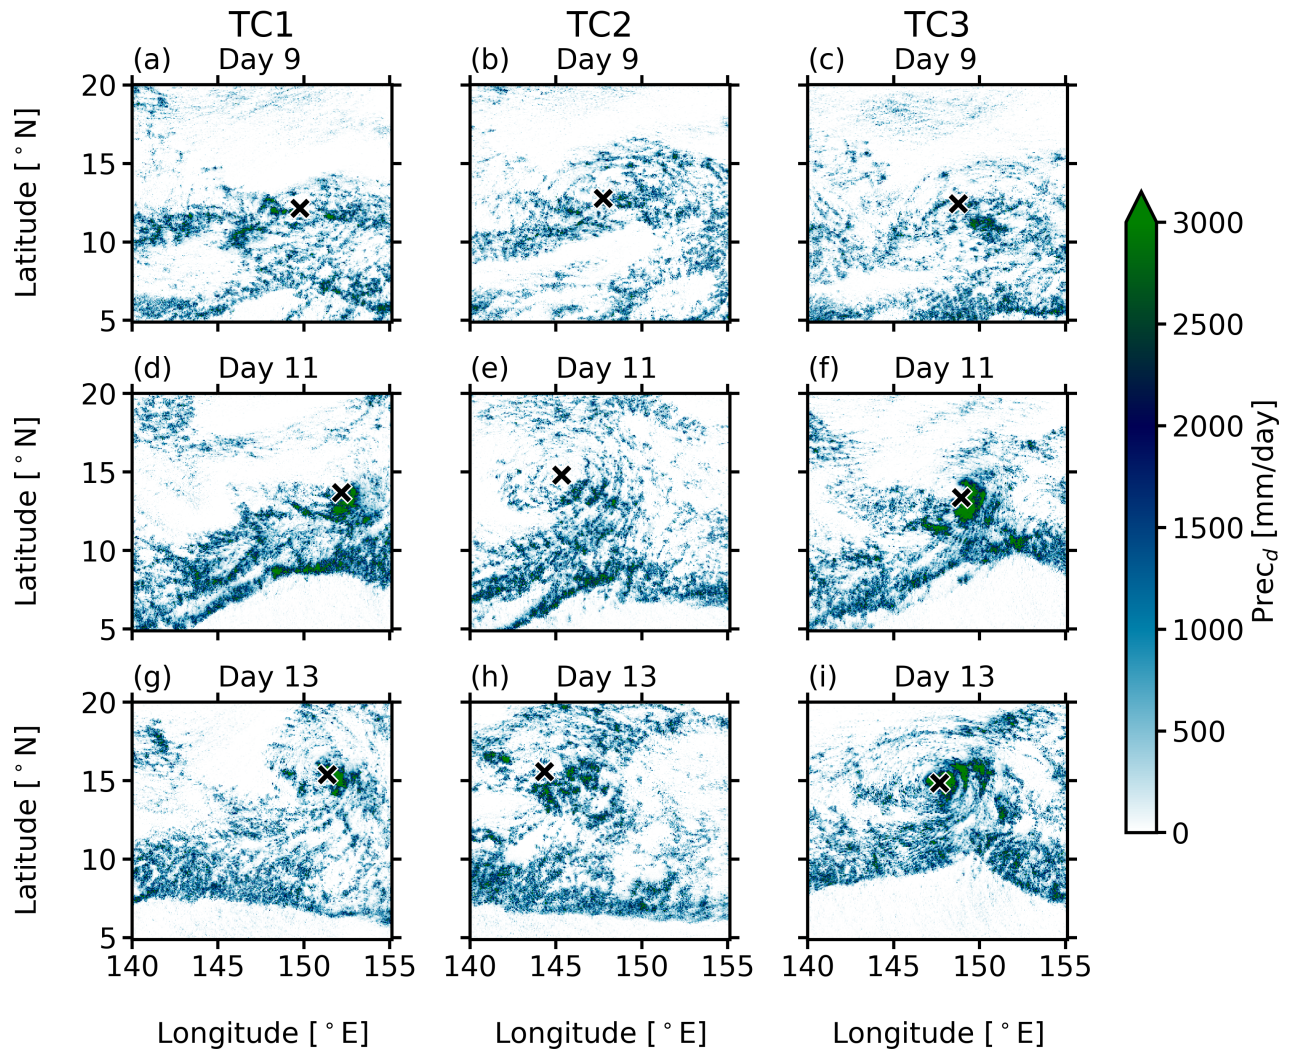 TC1 TC2 TC3
(a) Day 9 (b) Day 9 (c) Day 9
20
15
10
5
Latitude [°N]
(d) Day 11 (e) Day 11 (f) Day 11
20
15
10
5
Latitude [°N]
(g) Day 13 (h) Day 13 (i) Day 13
20
15
10
5
Latitude [°N]
140 145 150 155 140 145 150 155 140 145 150 155
Longitude [°E] Longitude [°E] Longitude [°E]
3000
2500
2000
1500
1000
500
0
Prec_d [mm/day]